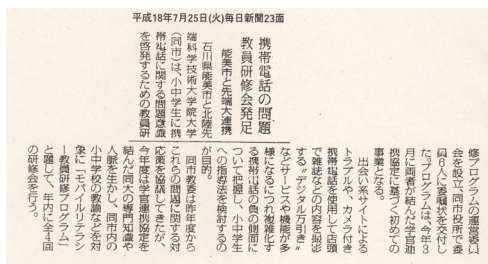 平成18年7月25日(火)毎日新聞23面
携帯電話の問題
教員研修会発足
能美市と先端大連携
石川県能美市と北陸先
端科学技術大学院大学
(同市)は、小中学生に携
帯電話に関する問題意識
を啓発するための教員研
修プログラムの運営委
会を設立、同市役所で委
員6人に委嘱状を交付し
た。プログラムは、今年3
月に両者が結んだ学官連
携協定に基づく初めての
事業となる。
出会い系サイトによる
トラブルや、カメラ付き
携帯電話を使用して店頭
で雑誌などの内容を撮影
する"デジタル万引き"
などサービスや機能が多
様になるにつれ複雑化す
る携帯電話の負の側面に
ついて把握し、小中学生
への指導法を検討するの
が目的。
同市教委は昨年度から
これらの問題に関する対
応策を協議してきたが、
今年度は学官連携協定を
結んだ同大の専門知識や
人脈を生かし、同市内の
小中学校の教諭などを対
象に「モバイルリテラシ
ー教員研修プログラム」
と題して、年内に全4回
の研修会を行う。